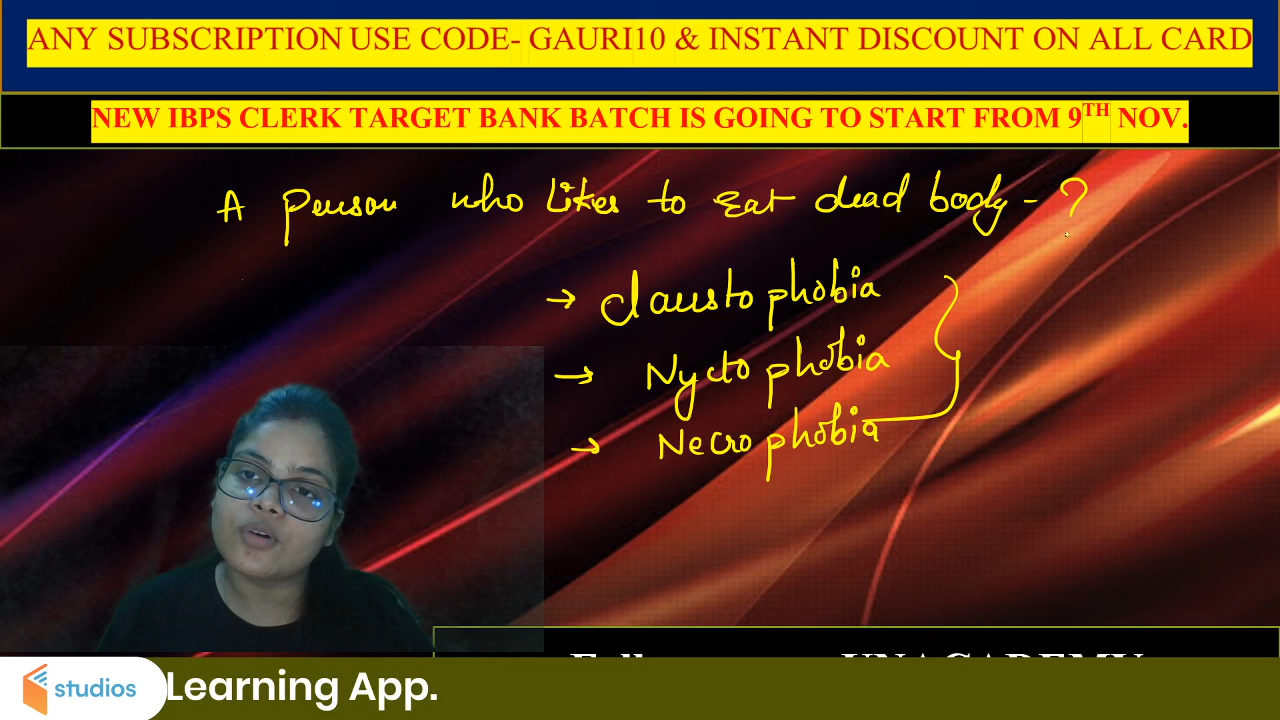 ANY SUBSCRIPTION USE CODE- GAURI10 & INSTANT DISCOUNT ON ALL CARD
NEW IBPS CLERK TARGET BANK BATCH IS GOING TO START FROM 9TH NOV.
A person who likes to Eat dead body - ?
→ claustophobia
→ Nyctophobia
→ Necrophobia
UNACADEMY
studios
Learning App.